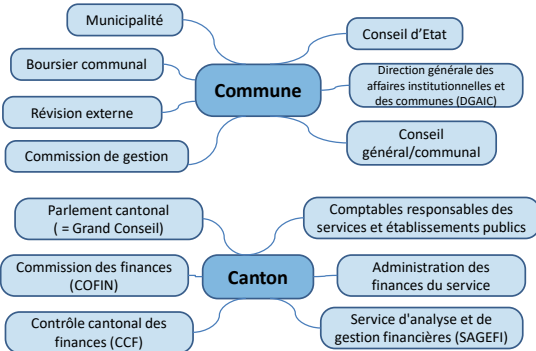 Municipalité
Boursier communal
Révision externe
Commission de gestion
Commune
Conseil d’Etat
Direction générale des
affaires institutionnelles et
des communes (DGAIC)
Conseil
général/communal
Parlement cantonal
( = Grand Conseil)
Commission des finances
(COFIN)
Contrôle cantonal des
finances (CCF)
Canton
Comptables responsables des
services et établissements publics
Administration des
finances du service
Service d'analyse et de
gestion financières (SAGEFI)